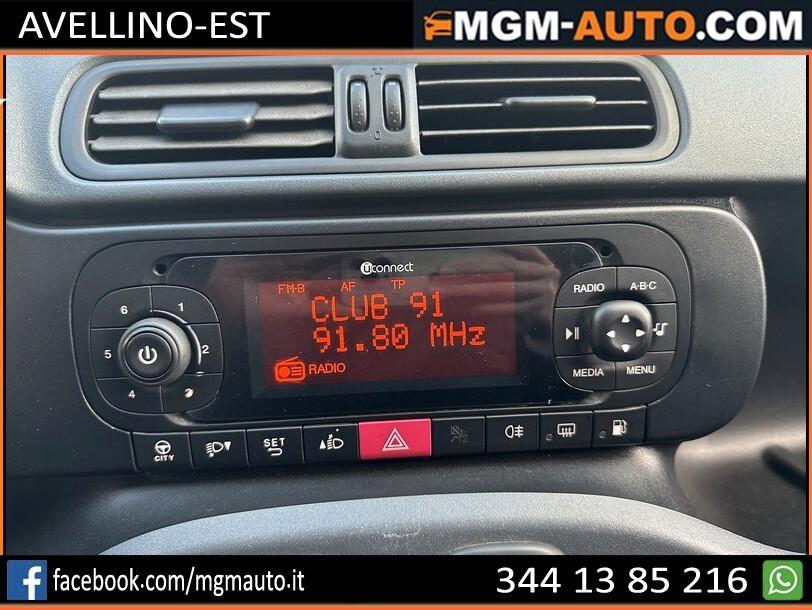 AVELLINO-EST
MGM-AUTO.COM
Uconnect
FM-B AF TP
CLUB 91
91.80 MHz
RADIO
6 1
5 2
4 3
RADIO A-B-C
MEDIA MENU
CITY
SET
facebook.com/mgmauto.it
344 13 85 216